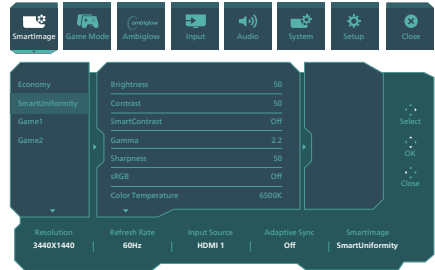 SmartImage
Game Mode
ambiglow
Ambiglow
Input
Audio
System
Setup
Close
Economy
SmartUniformity
Game1
Game2
Brightness 50
Contrast 50
SmartContrast Off
Gamma 2.2
Sharpness 50
sRGB Off
Color Temperature 6500K
Select
OK
Close
Resolution Refresh Rate Input Source Adaptive Sync SmartImage
3440X1440 60Hz HDMI 1 Off SmartUniformity